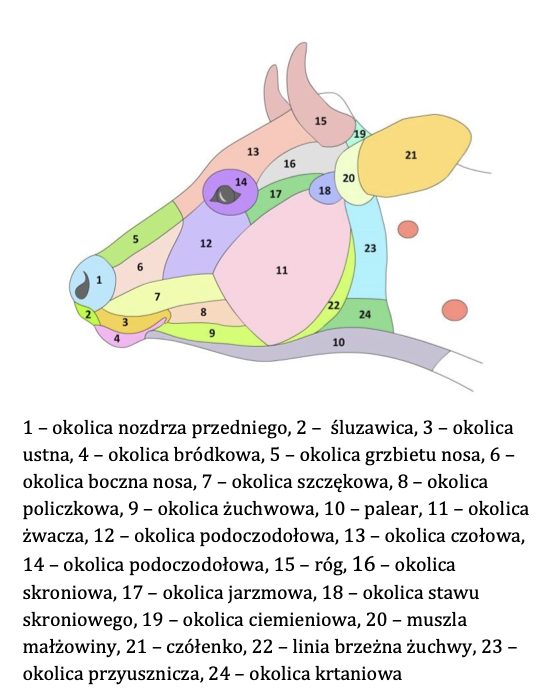 15
19
13
21
16
14
20
17
18
5
12
23
6
11
1
7
22
2
3
8
24
4
9
10
1 – okolica nozdrza przedniego, 2 – śluzawica, 3 – okolica
ustna, 4 – okolica bródkowa, 5 – okolica grzbietu nosa, 6 –
okolica boczna nosa, 7 – okolica szczękowa, 8 – okolica
policzkowa, 9 – okolica żuchwowa, 10 – palear, 11 – okolica
żwacza, 12 – okolica podoczodołowa, 13 – okolica czołowa,
14 – okolica podoczodołowa, 15 – róg, 16 – okolica
skroniowa, 17 – okolica jarzmowa, 18 – okolica stawu
skroniowego, 19 – okolica ciemieniowa, 20 – muszla
małżowiny, 21 – czółenko, 22 – linia brzeżna żuchwy, 23 –
okolica przyusznicza, 24 – okolica krtaniowa